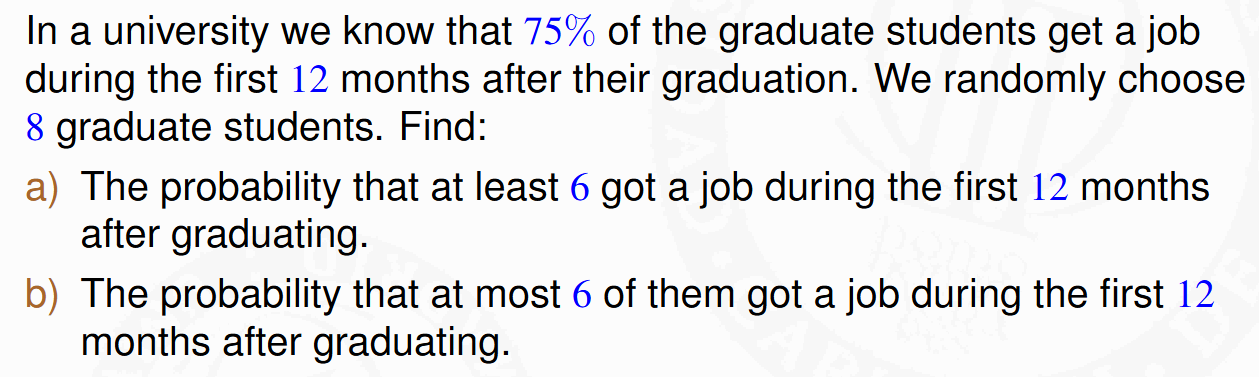 In a university we know that 75% of the graduate students get a job
during the first 12 months after their graduation. We randomly choose
8 graduate students. Find:
a) The probability that at least 6 got a job during the first 12 months
after graduating.
b) The probability that at most 6 of them got a job during the first 12
months after graduating.